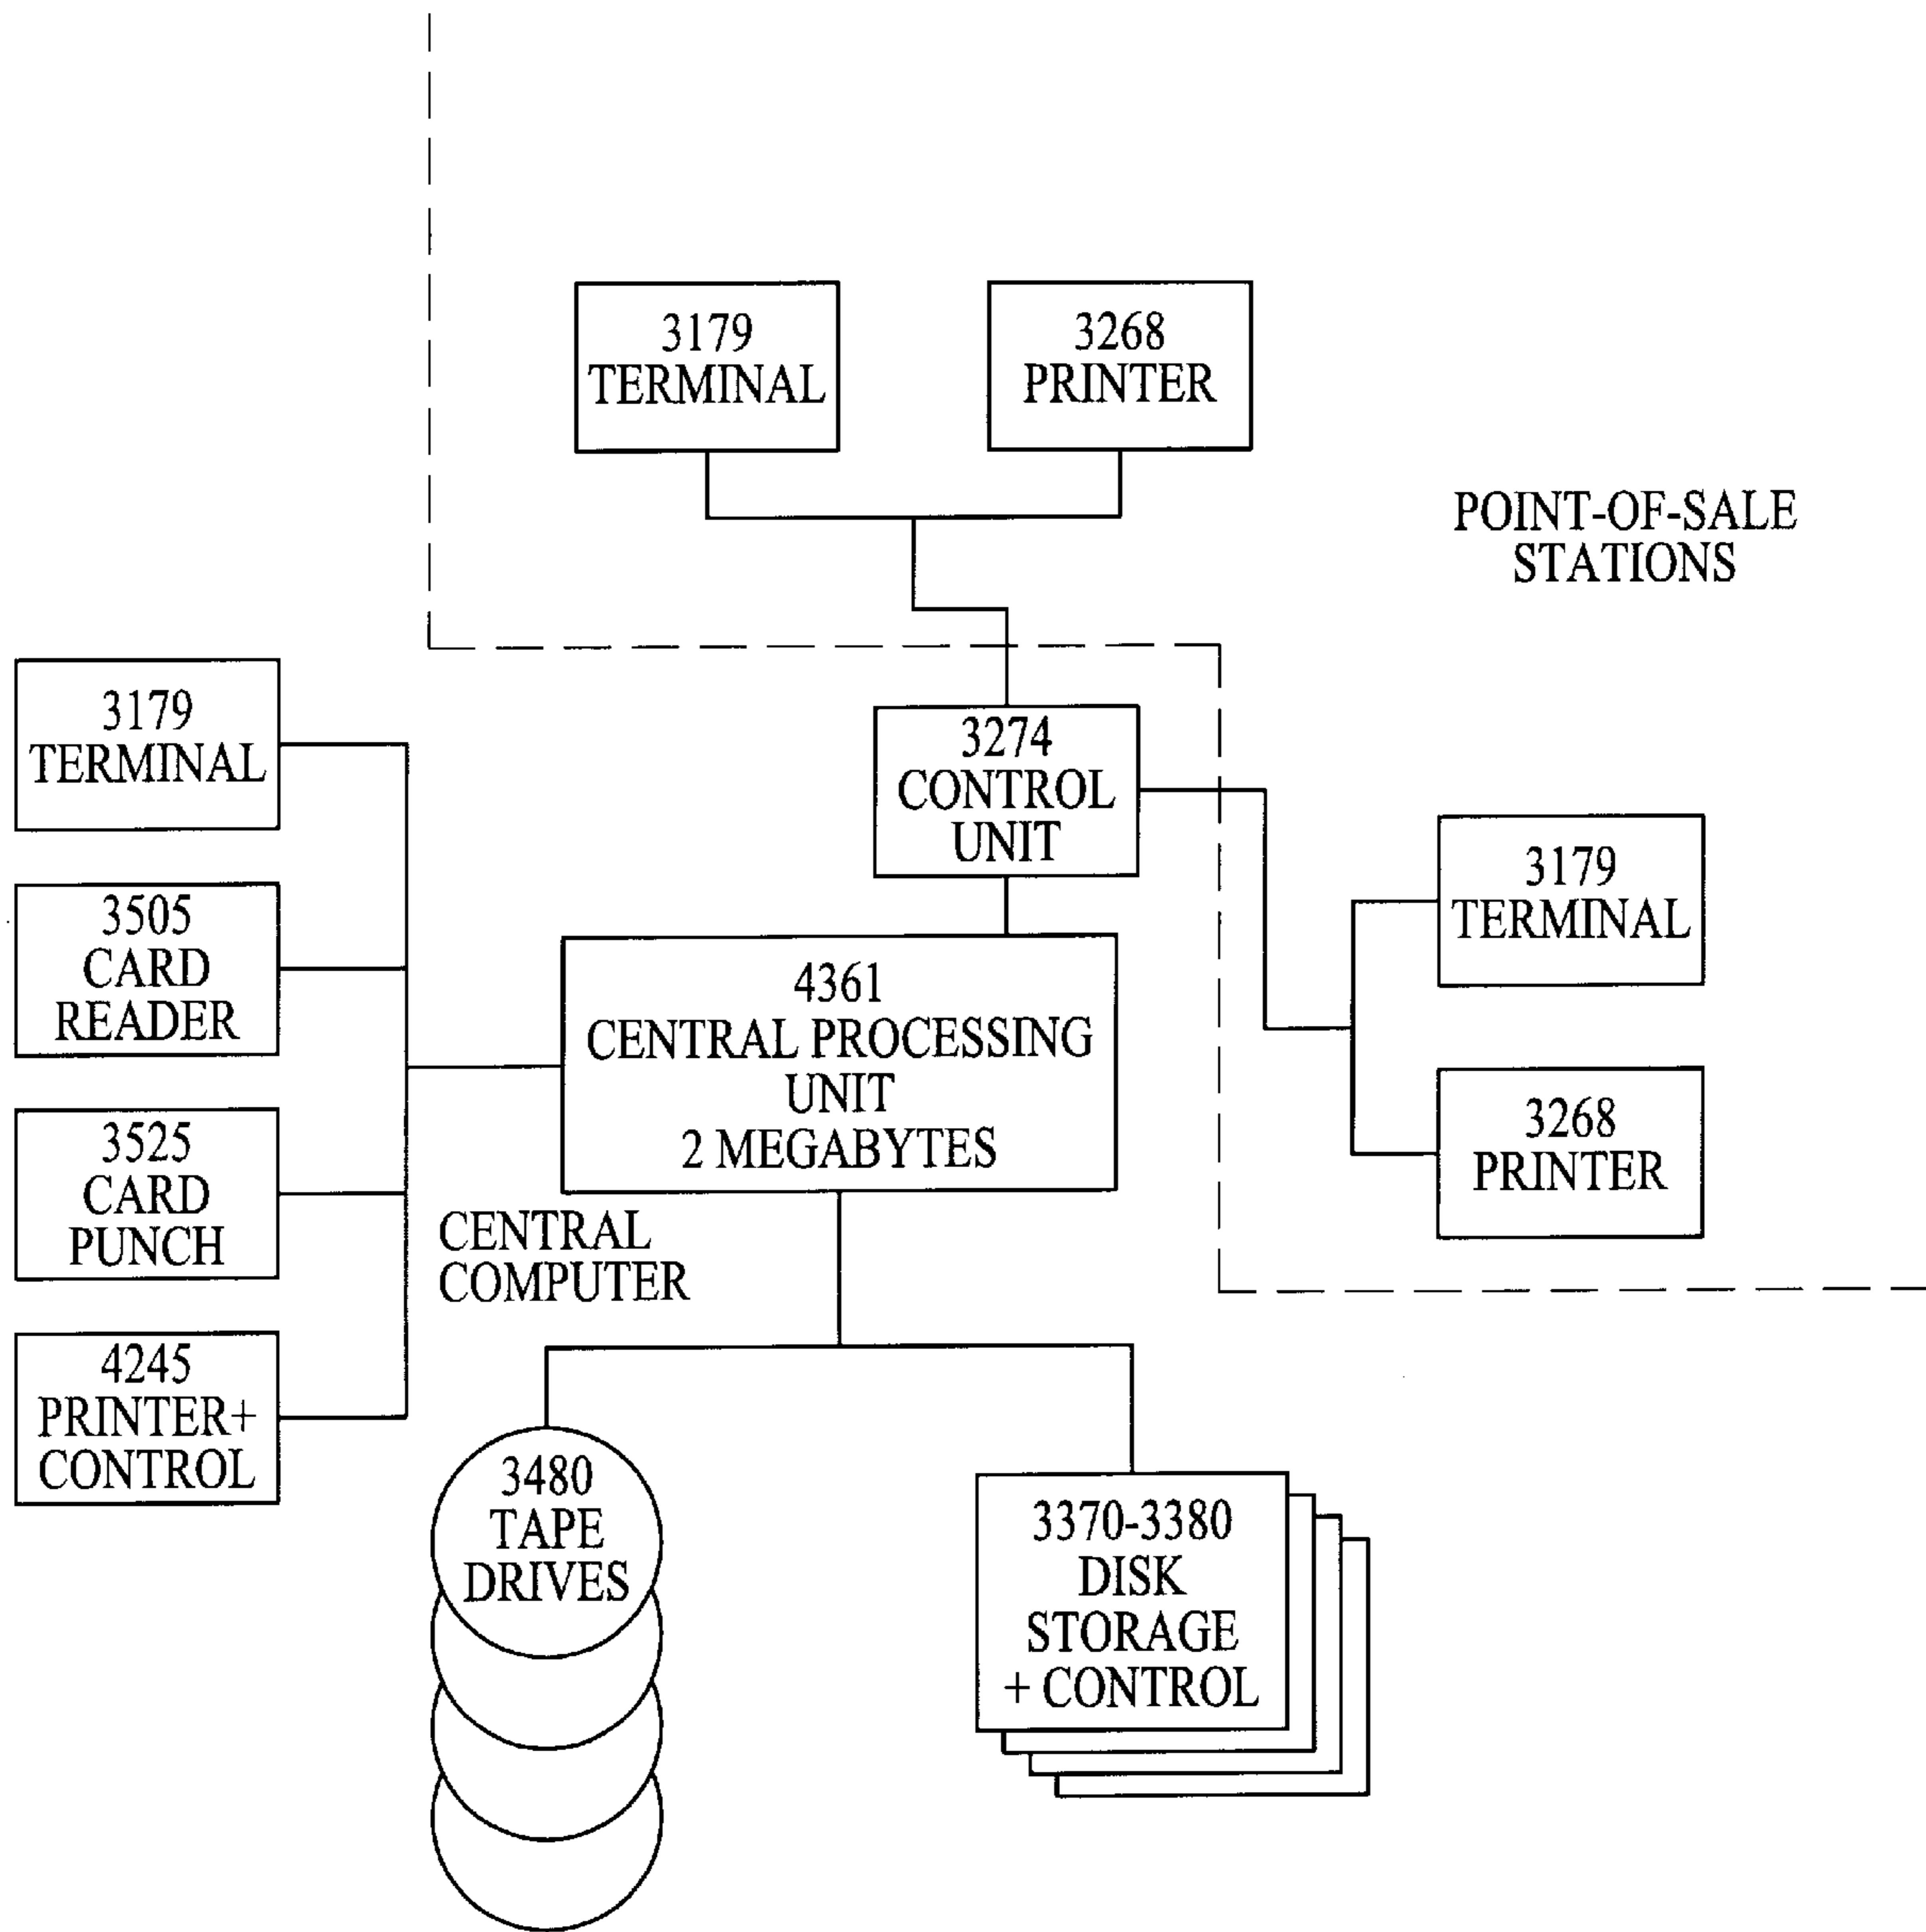 3179
TERMINAL
3268
PRINTER
POINT-OF-SALE
STATIONS
3179
TERMINAL
3274
CONTROL
UNIT
3505
CARD
READER
4361
CENTRAL PROCESSING
UNIT
2 MEGABYTES
3179
TERMINAL
3268
PRINTER
3525
CARD
PUNCH
CENTRAL
COMPUTER
4245
PRINTER+
CONTROL
3480
TAPE
DRIVES
3370-3380
DISK
STORAGE
+ CONTROL